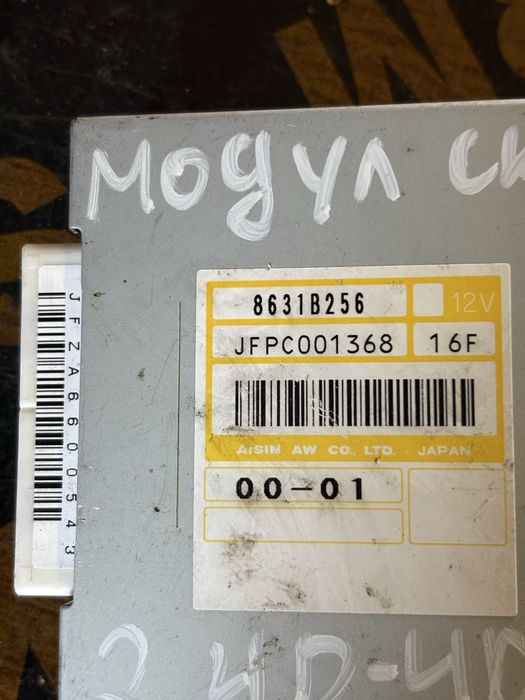 МОДУЛ СК
8631B256
12V
JFPC001368
16F
AISIN AW CO., LTD. JAPAN
00-01
JFZA6600543